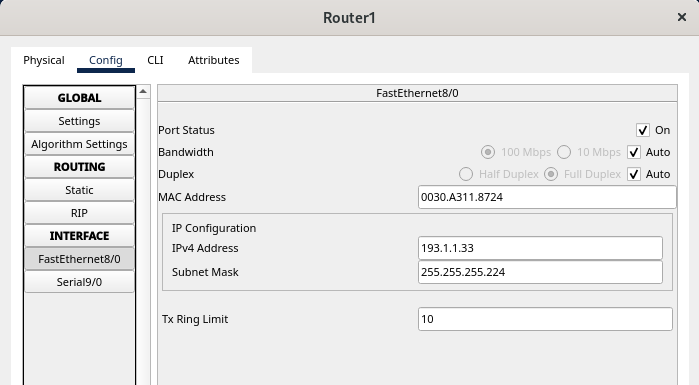 Router1
Physical Config CLI Attributes
GLOBAL
Settings
Algorithm Settings
ROUTING
Static
RIP
INTERFACE
FastEthernet8/0
Serial9/0
FastEthernet8/0
Port Status On
Bandwidth 100 Mbps 10 Mbps Auto
Duplex Half Duplex Full Duplex Auto
MAC Address 0030.A311.8724
IP Configuration
IPv4 Address 193.1.1.33
Subnet Mask 255.255.255.224
Tx Ring Limit 10